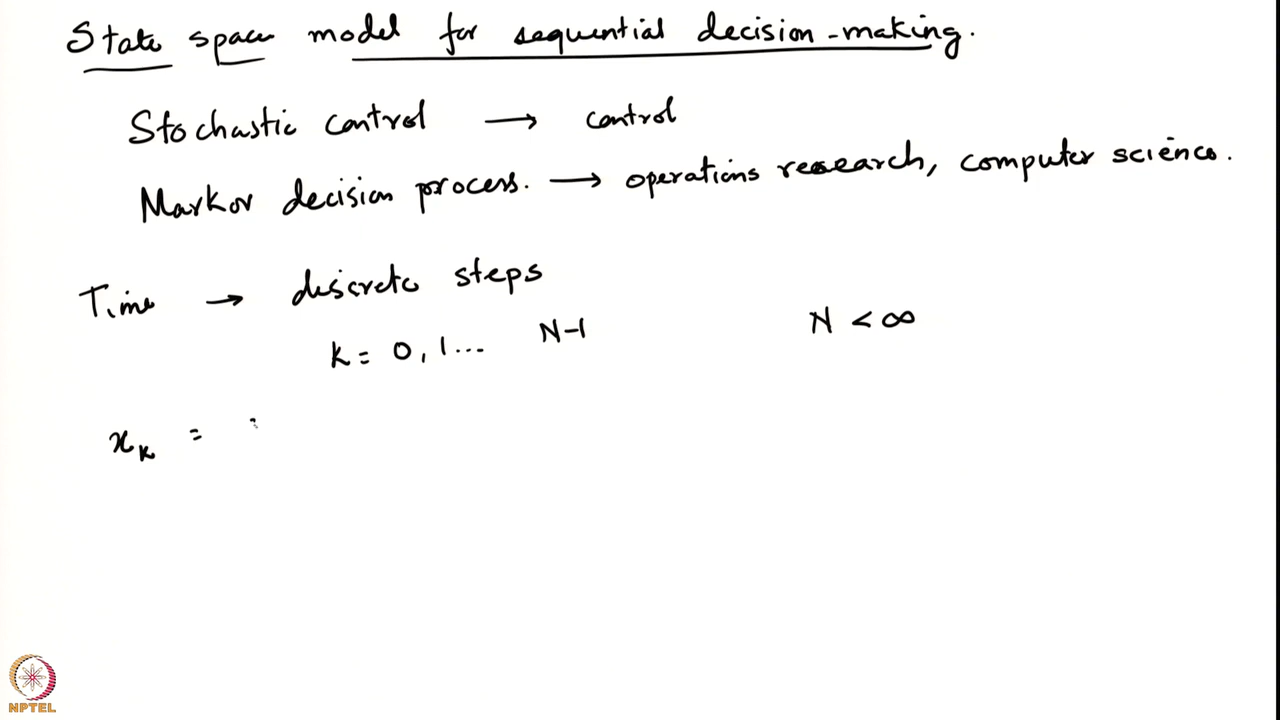 State space model for sequential decision-making.
Stochastic control → control
Markov decision process. → operations research, computer science.
Time → discrete steps
k = 0, 1 ... N-1 N < ∞
x_k =
NPTEL